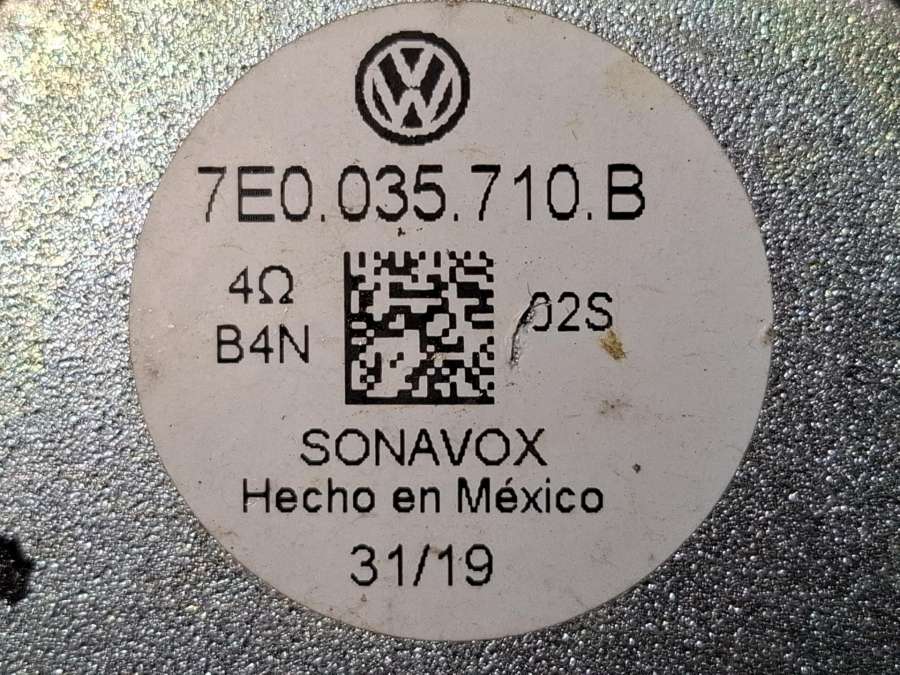 7E0.035.710.B
4Ω
B4N
02S
SONAVOX
Hecho en México
31/19